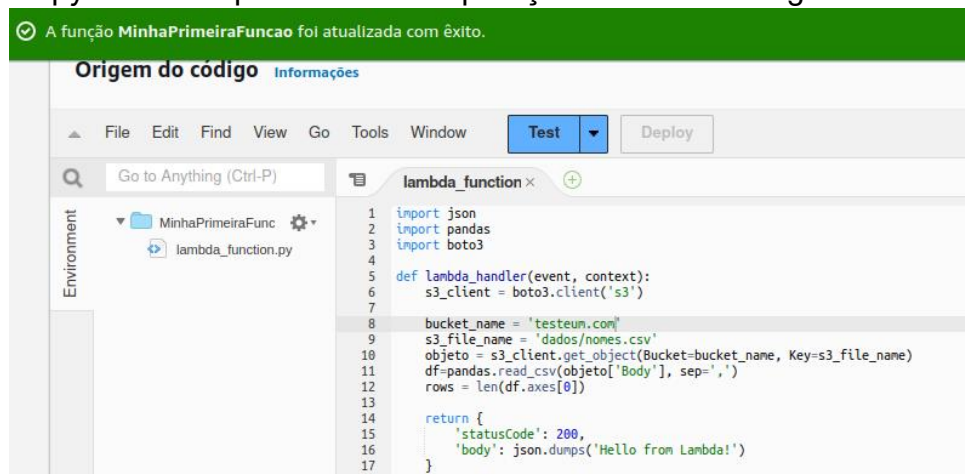 A função MinhaPrimeiraFuncao foi atualizada com êxito.
Origem do código Informações
File Edit Find View Go Tools Window Test Deploy
Go to Anything (Ctrl-P)
lambda_function
Environment
MinhaPrimeiraFunc
lambda_function.py
1 import json
2 import pandas
3 import boto3
4
5 def lambda_handler(event, context):
6 s3_client = boto3.client('s3')
7
8 bucket_name = 'testeum.com'
9 s3_file_name = 'dados/nomes.csv'
10 objeto = s3_client.get_object(Bucket=bucket_name, Key=s3_file_name)
11 df=pandas.read_csv(objeto['Body'], sep=',')
12 rows = len(df.axes[0])
13
14 return {
15 'statusCode': 200,
16 'body': json.dumps('Hello from Lambda!')
17 }